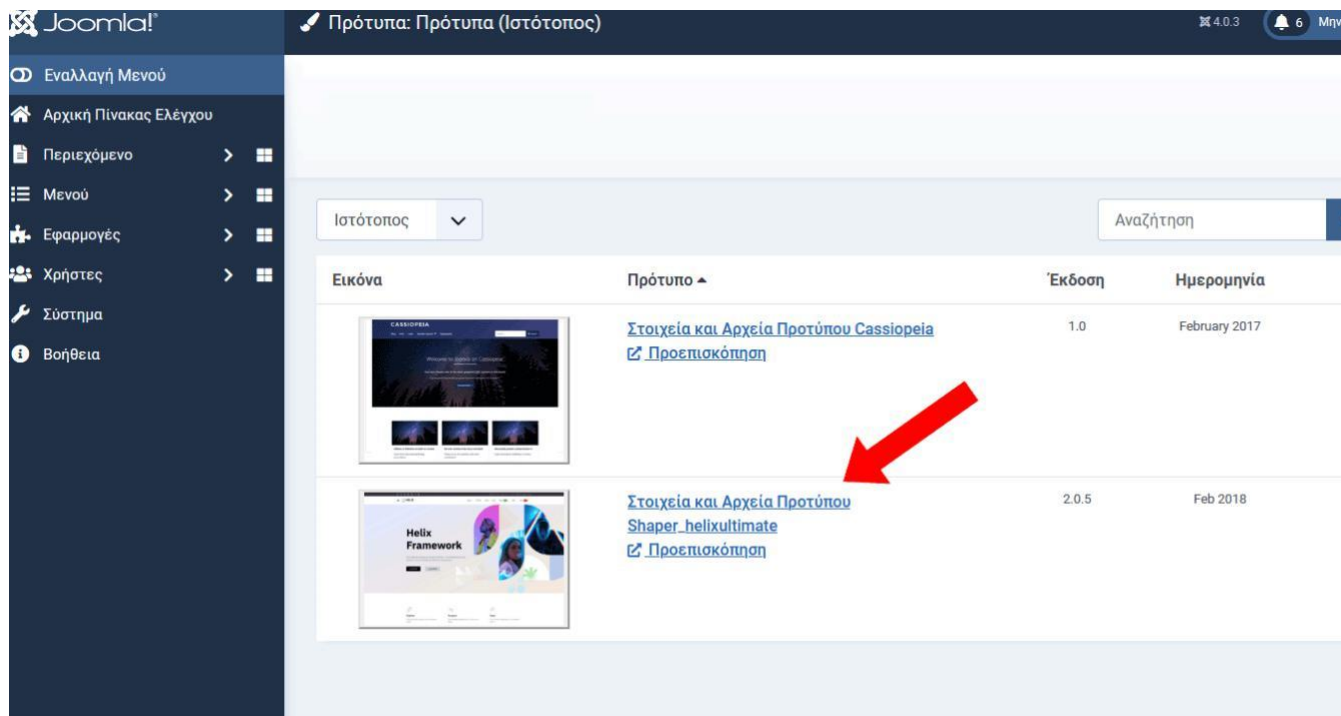 Joomla!
Πρότυπα: Πρότυπα (Ιστότοπος)
4.0.3
6
Εναλλαγή Μενού
Αρχική Πίνακας Ελέγχου
Περιεχόμενο
Μενού
Εφαρμογές
Χρήστες
Σύστημα
Βοήθεια
Ιστότοπος
Αναζήτηση
Εικόνα Πρότυπο Έκδοση Ημερομηνία
CASSIOPEIA
Στοιχεία και Αρχεία Προτύπου Cassiopeia 1.0 February 2017
Προεπισκόπηση
Helix
Framework
Στοιχεία και Αρχεία Προτύπου 2.0.5 Feb 2018
Shaper_helixultimate
Προεπισκόπηση